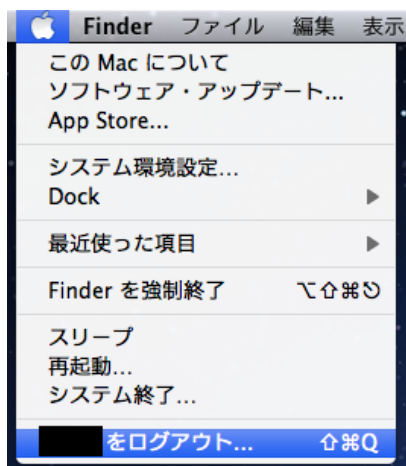 Finder ファイル 編集 表示
この Mac について
ソフトウェア・アップデート...
App Store...
システム環境設定...
Dock ▶
最近使った項目 ▶
Finder を強制終了 ⌥⇧⌘⎋
スリープ
再起動...
システム終了...
をログアウト... ⇧⌘Q